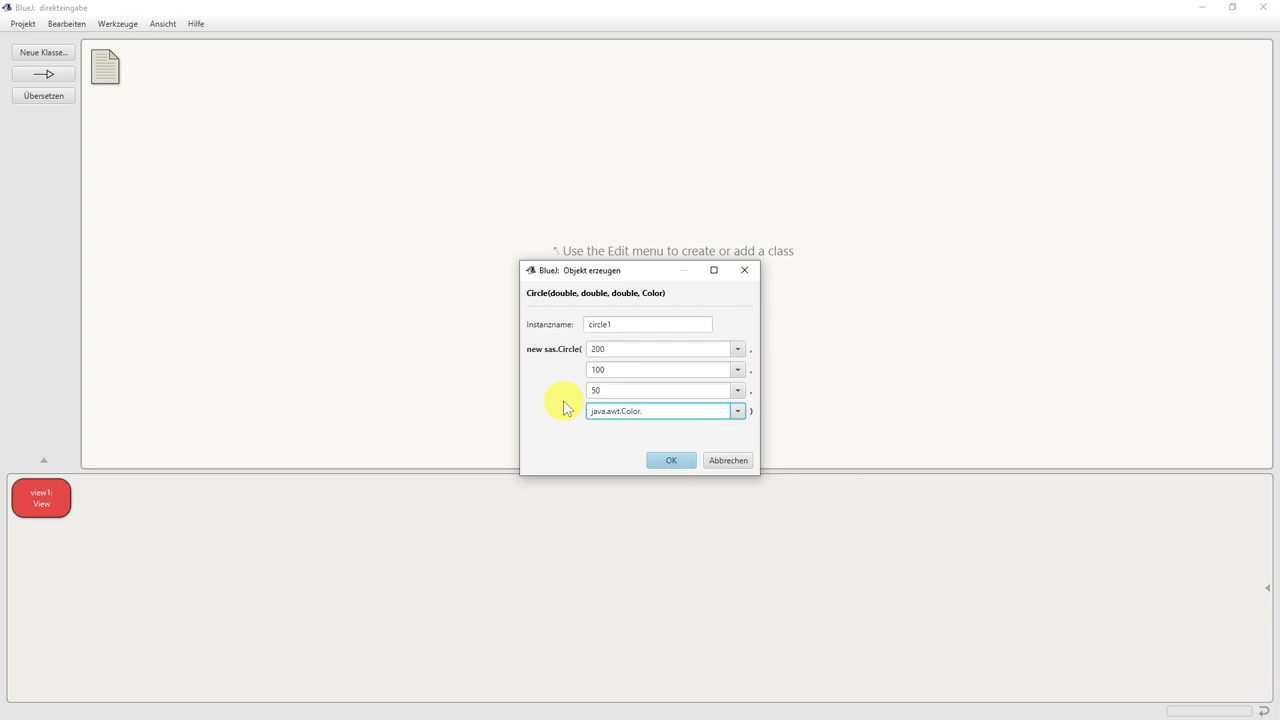 BlueJ: direkteingabe
Projekt Bearbeiten Werkzeuge Ansicht Hilfe
Neue Klasse...
Übersetzen
Use the Edit menu to create or add a class
BlueJ: Objekt erzeugen
Circle(double, double, double, Color)
Instanzname: circle1
new sas.Circle( 200 ,
100 ,
50 ,
java.awt.Color. )
OK Abbrechen
view1:
View